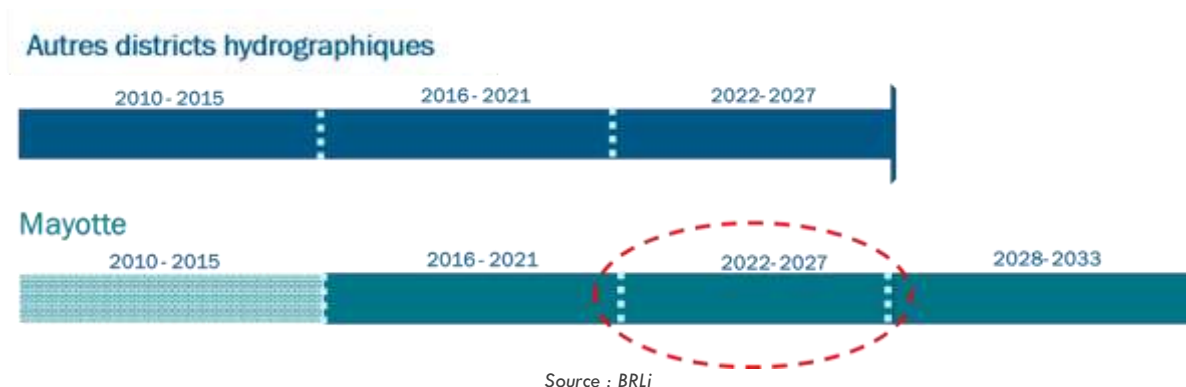 Autres districts hydrographiques
2010-2015 2016-2021 2022-2027
Mayotte
2010-2015 2016-2021 2022-2027 2028-2033
Source : BRLi